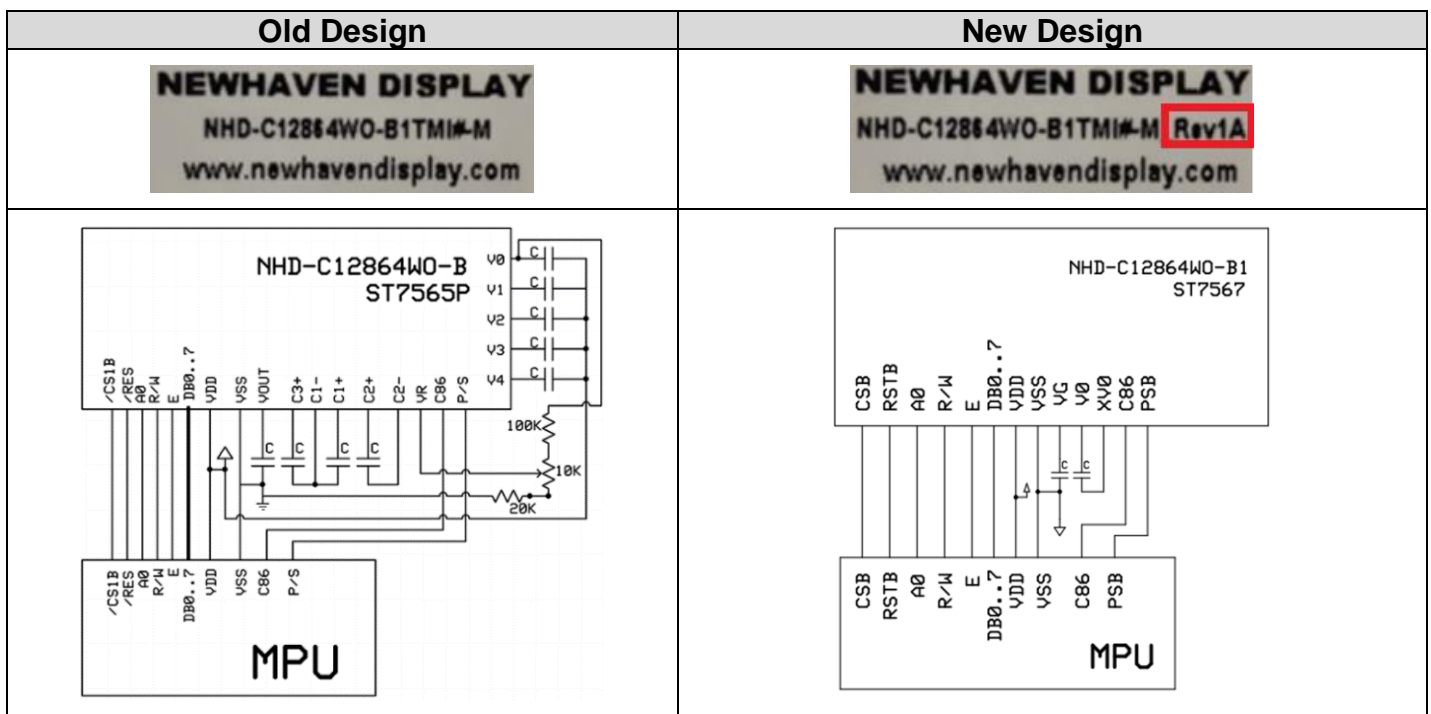 Old Design
New Design
NEWHAVEN DISPLAY
NHD-C12864WO-B1TMI#-M
www.newhavendisplay.com
NEWHAVEN DISPLAY
NHD-C12864WO-B1TMI#-M Rev1A
www.newhavendisplay.com
NHD-C12864WO-B
ST7565P
V0
V1
V2
V3
V4
C
C
C
C
C
/CS1B
/RES
A0
R/W
E
DB0..7
VDD
VSS
VOUT
C3+
C1-
C1+
C2+
C2-
VR
C86
P/S
C
C
C
C
100K
10K
20K
/CS1B
/RES
A0
R/W
E
DB0..7
VDD
VSS
C86
P/S
MPU
NHD-C12864WO-B1
ST7567
CSB
RSTB
A0
R/W
E
DB0..7
VDD
VSS
VG
V0
XV0
C86
PSB
C
C
CSB
RSTB
A0
R/W
E
DB0..7
VDD
VSS
C86
PSB
MPU